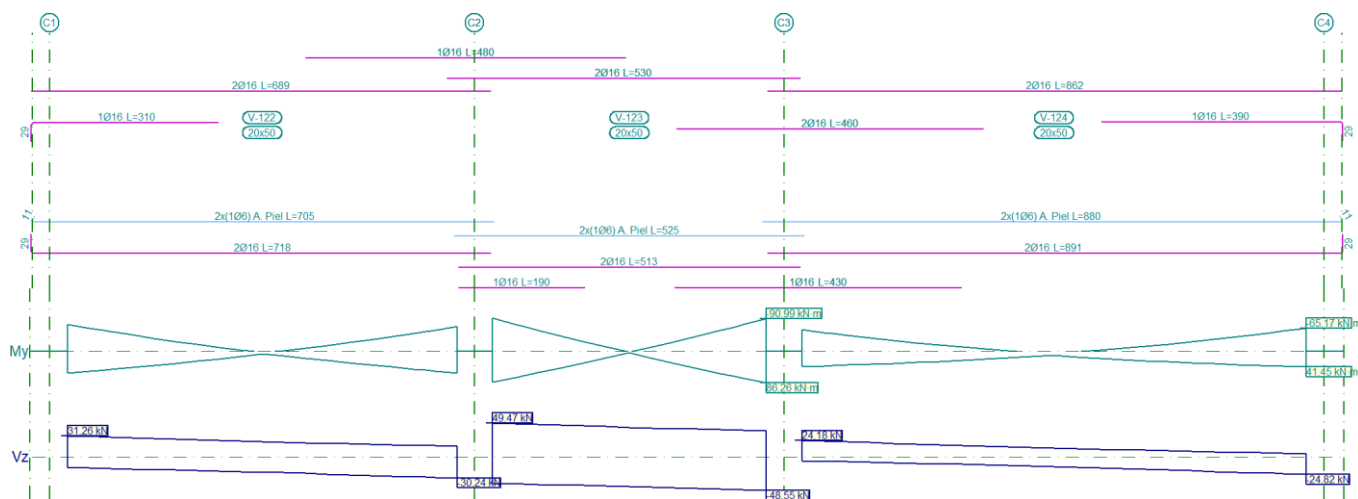 C1
C2
C3
C4
1Ø16 L=480
2Ø16 L=530
2Ø16 L=689
2Ø16 L=862
1Ø16 L=310
V-122
20x50
V-123
20x50
2Ø16 L=460
V-124
20x50
1Ø16 L=390
29
29
11
2x(1Ø6) A. Piel L=705
2x(1Ø6) A. Piel L=880
11
2x(1Ø6) A. Piel L=525
29
2Ø16 L=718
2Ø16 L=891
29
2Ø16 L=513
1Ø16 L=190
1Ø16 L=430
-90.99 kN·m
-65.17 kN·m
My
86.26 kN·m
41.45 kN·m
31.26 kN
49.47 kN
24.18 kN
Vz
-30.24 kN
-48.55 kN
-24.82 kN